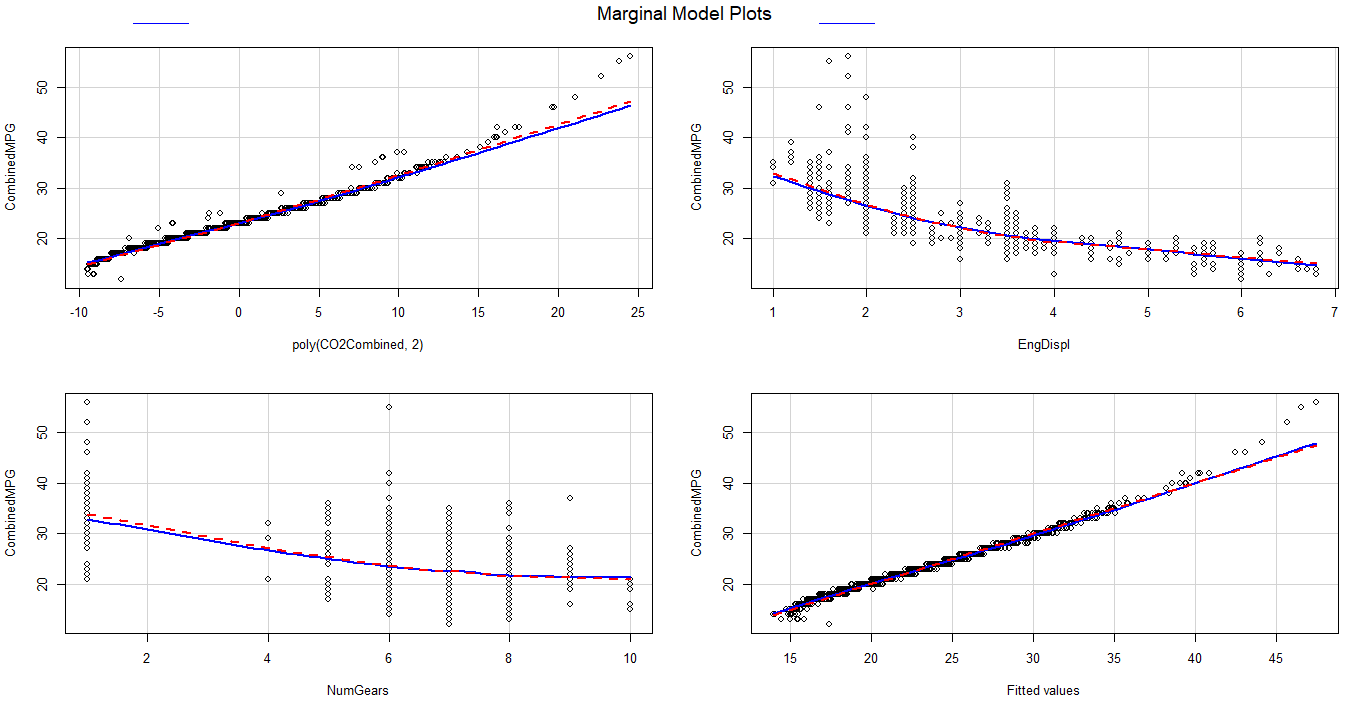 Marginal Model Plots
CombinedMPG
50
40
30
20
-10 -5 0 5 10 15 20 25
poly(CO2Combined, 2)
CombinedMPG
50
40
30
20
1 2 3 4 5 6 7
EngDispl
CombinedMPG
50
40
30
20
2 4 6 8 10
NumGears
CombinedMPG
50
40
30
20
15 20 25 30 35 40 45
Fitted values